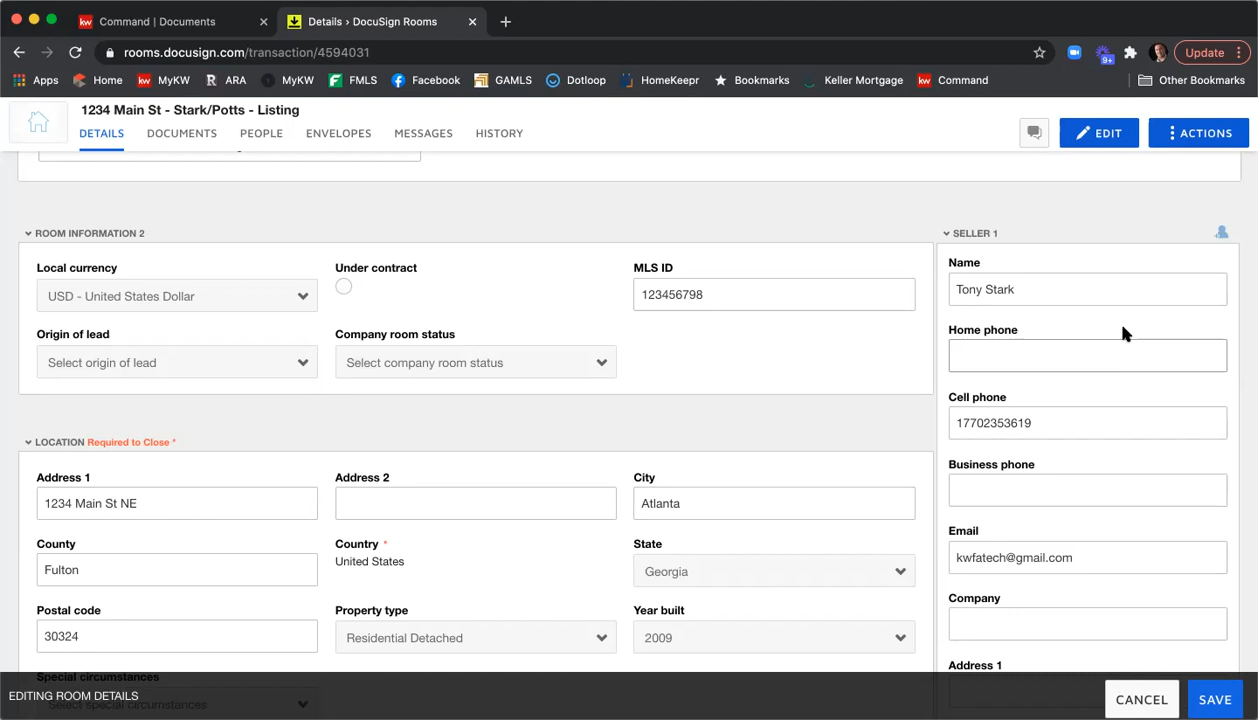 Command | Documents
Details › DocuSign Rooms
rooms.docusign.com/transaction/4594031
Update
Apps
Home
kw MyKW
R ARA
MyKW
FMLS
Facebook
GAMLS
Dotloop
HomeKeepr
Bookmarks
Keller Mortgage
kw Command
Other Bookmarks
9+
1234 Main St - Stark/Potts - Listing
DETAILS DOCUMENTS PEOPLE ENVELOPES MESSAGES HISTORY
EDIT
ACTIONS
ROOM INFORMATION 2
Local currency
USD - United States Dollar
Under contract
MLS ID
123456798
Origin of lead
Select origin of lead
Company room status
Select company room status
LOCATION Required to Close *
Address 1
1234 Main St NE
Address 2
City
Atlanta
County
Fulton
Country *
United States
State
Georgia
Postal code
30324
Property type
Residential Detached
Year built
2009
Special circumstances
Select special circumstances
SELLER 1
Name
Tony Stark
Home phone
Cell phone
17702353619
Business phone
Email
kwfatech@gmail.com
Company
Address 1
EDITING ROOM DETAILS
CANCEL
SAVE